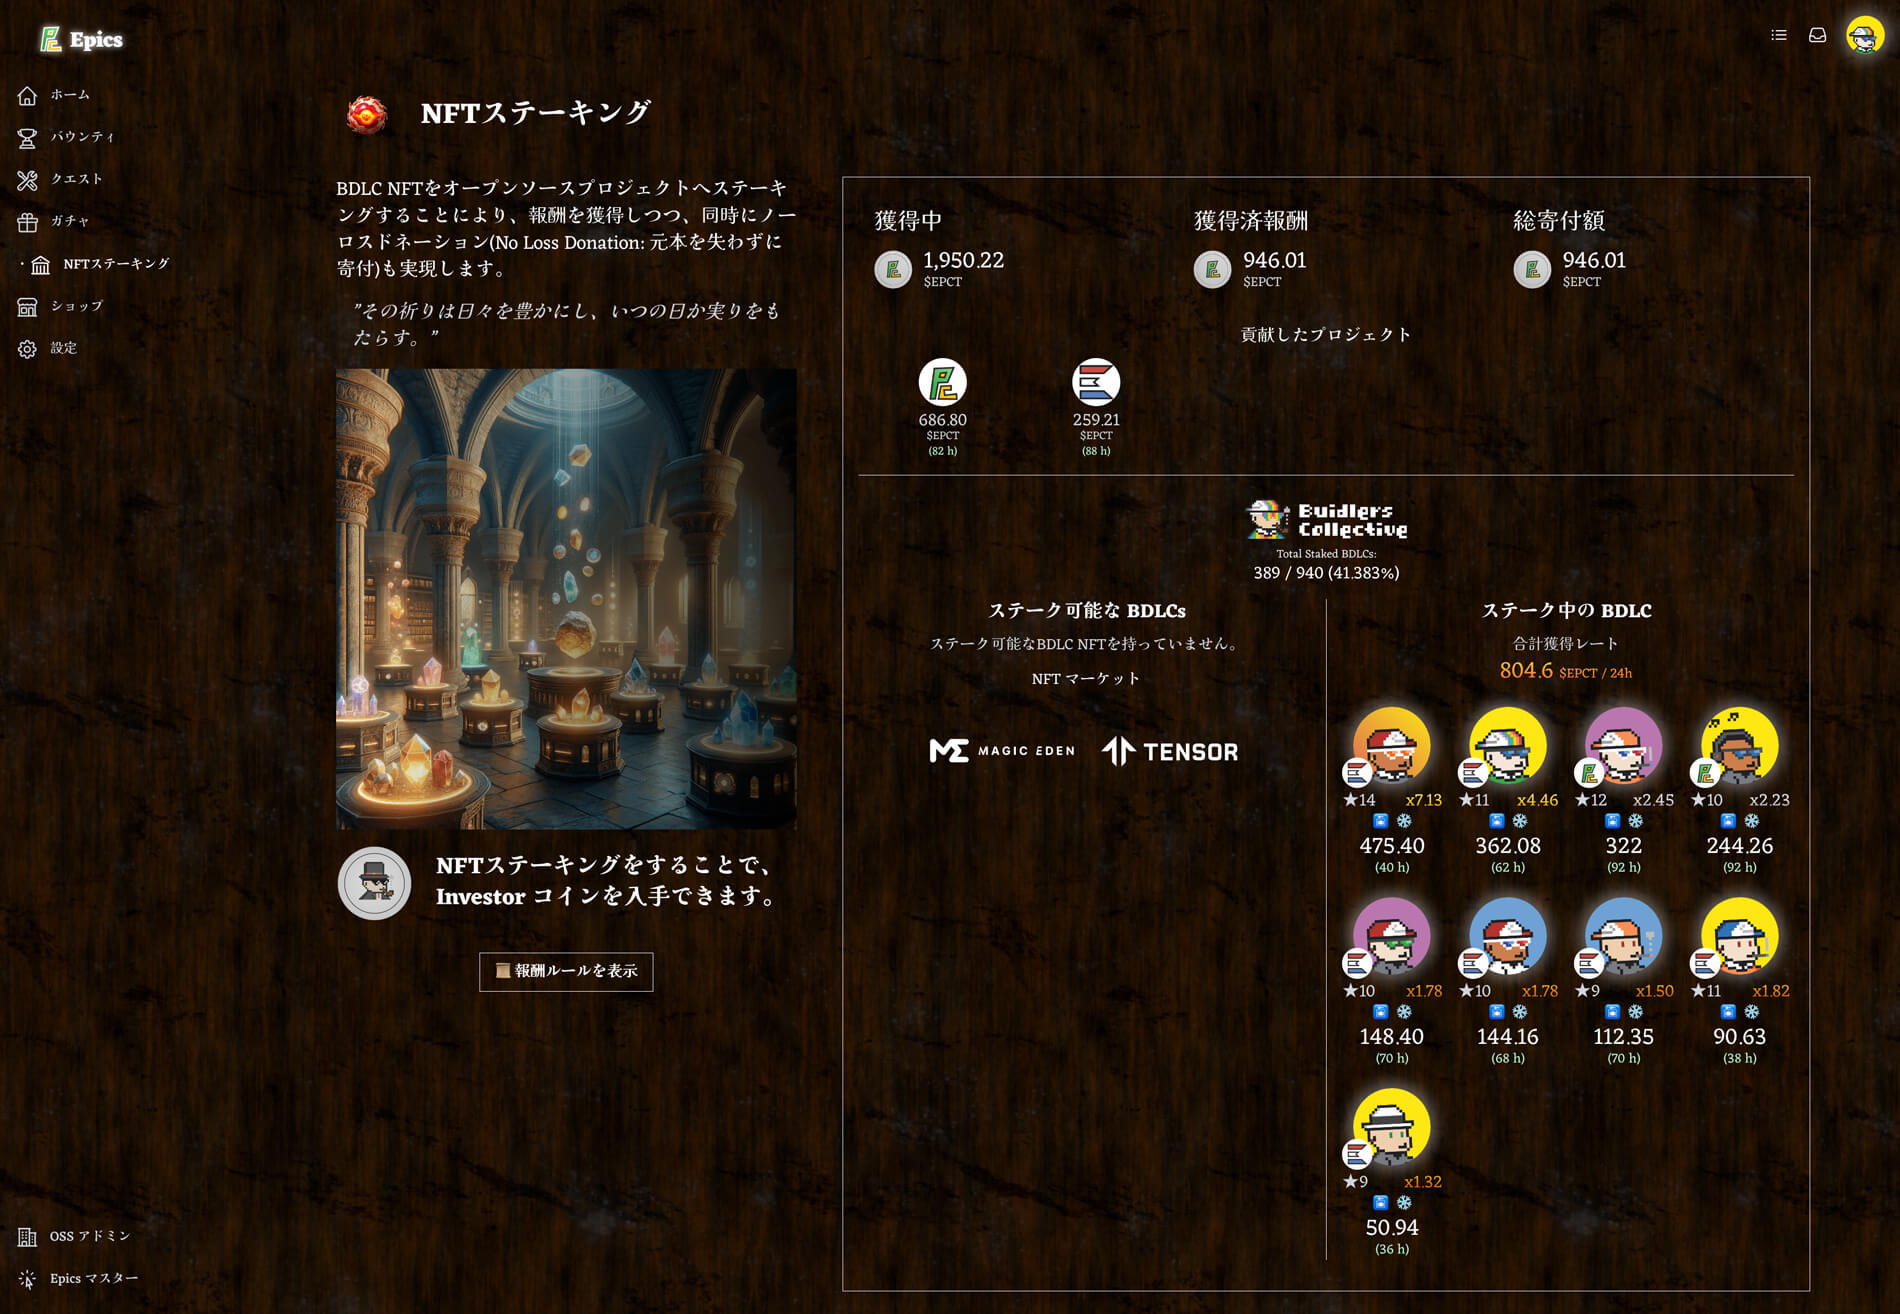 Epics
ホーム
バウンティ
クエスト
ガチャ
・ NFTステーキング
ショップ
設定
OSS アドミン
Epics マスター
NFTステーキング
BDLC NFTをオープンソースプロジェクトへステーキ
ングすることにより、報酬を獲得しつつ、同時にノー
ロスドネーション(No Loss Donation: 元本を失わずに
寄付)も実現します。
”その祈りは日々を豊かにし、いつの日か実りをも
たらす。”
NFTステーキングをすることで、
Investor コインを入手できます。
報酬ルールを表示
獲得中
1,950.22
$EPCT
獲得済報酬
946.01
$EPCT
総寄付額
946.01
$EPCT
貢献したプロジェクト
686.80
$EPCT
(82 h)
259.21
$EPCT
(88 h)
Buidlers
Collective
Total Staked BDLCs:
389 / 940 (41.383%)
ステーク可能な BDLCs
ステーク可能なBDLC NFTを持っていません。
NFT マーケット
MAGIC EDEN
TENSOR
ステーク中の BDLC
合計獲得レート
804.6 $EPCT / 24h
★14 x7.13
475.40
(40 h)
★11 x4.46
362.08
(62 h)
★12 x2.45
322
(92 h)
★10 x2.23
244.26
(92 h)
★10 x1.78
148.40
(70 h)
★10 x1.78
144.16
(68 h)
★9 x1.50
112.35
(70 h)
★11 x1.82
90.63
(38 h)
★9 x1.32
50.94
(36 h)